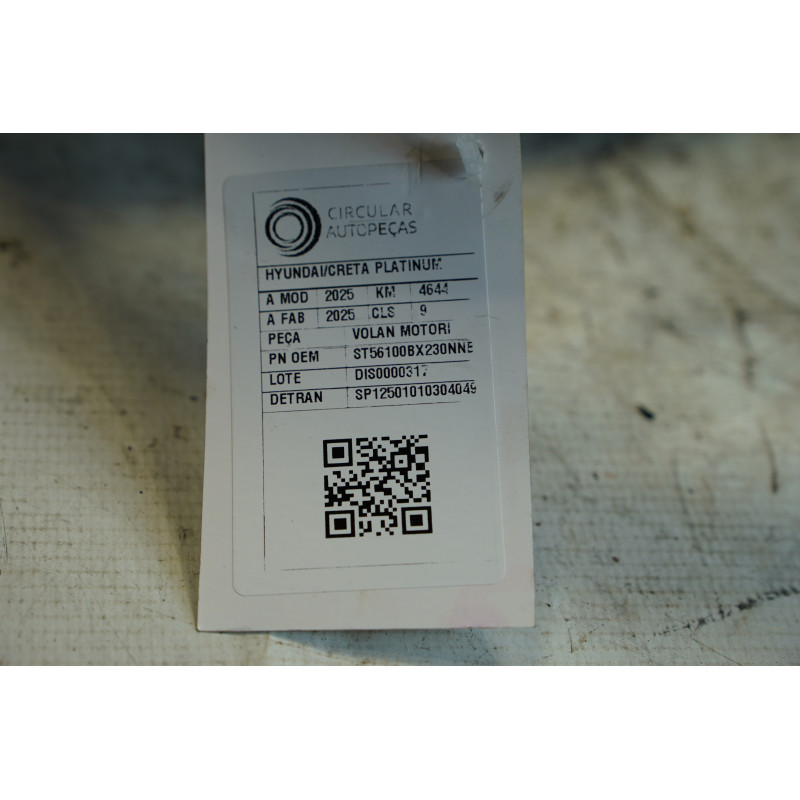 CIRCULAR
AUTOPEÇAS
HYUNDAI/CRETA PLATINUM
A MOD 2025 KM 4644
A FAB 2025 CLS 9
PEÇA VOLAN MOTORI
PN OEM ST56100BX230NNB
LOTE DIS0000317
DETRAN SP12501010304049